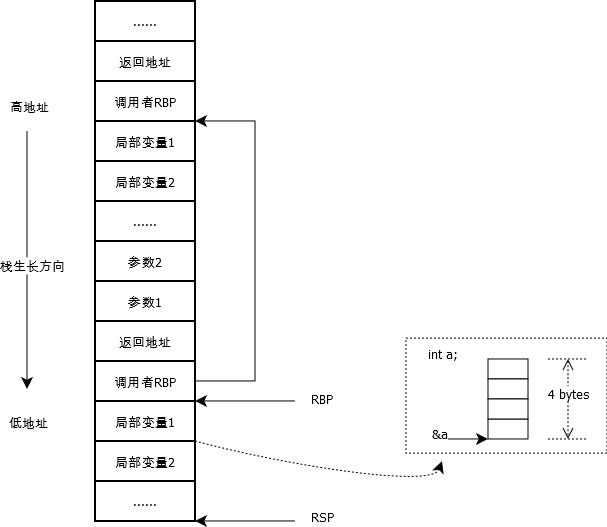 ......
返回地址
调用者RBP
高地址
局部变量1
局部变量2
......
参数2
栈生长方向
参数1
返回地址
调用者RBP
RBP
低地址
局部变量1
局部变量2
......
RSP
int a;
4 bytes
&a